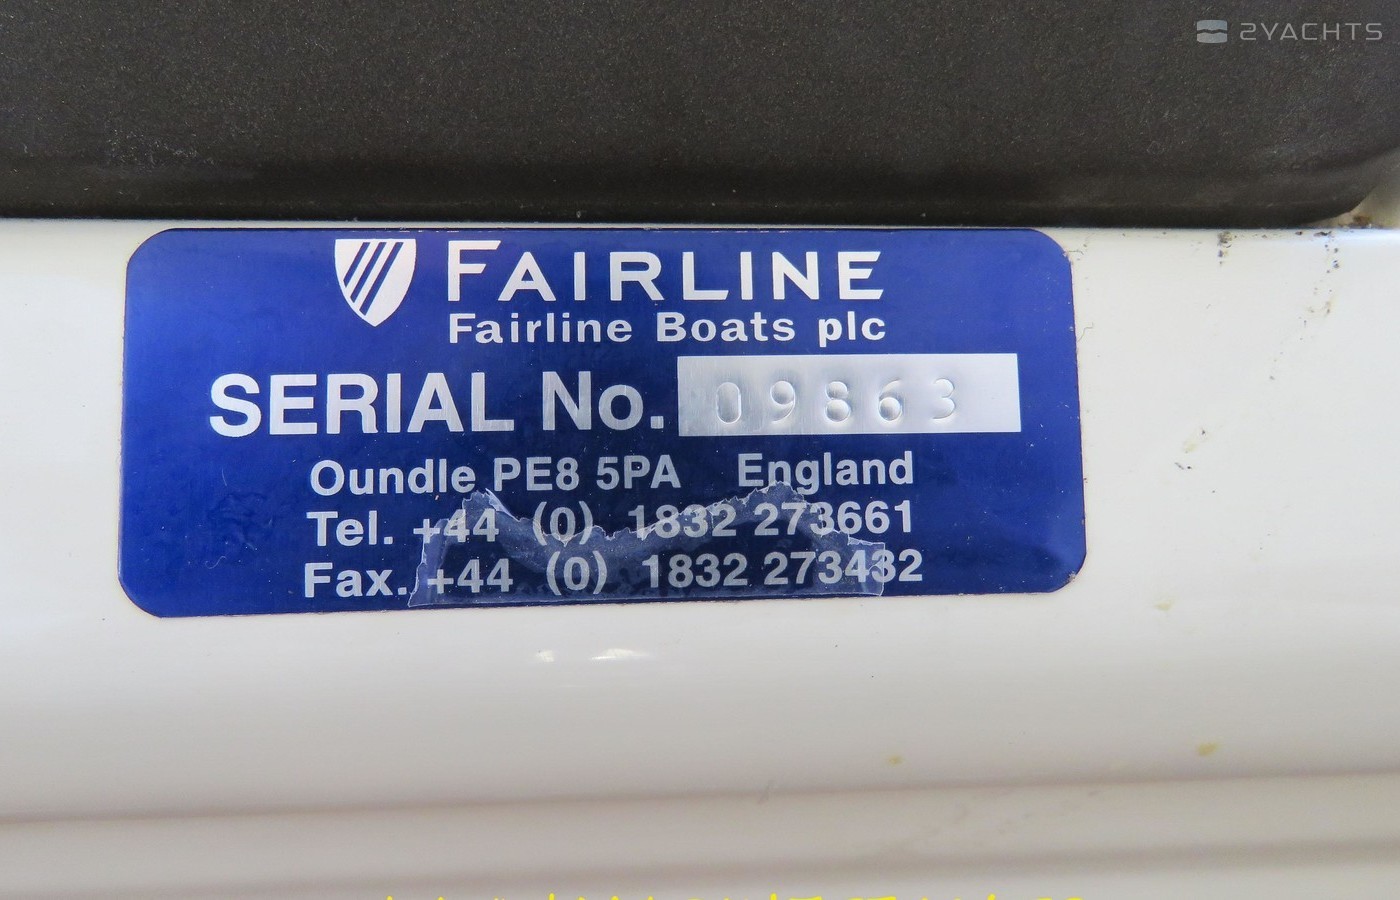 2YACHTS
FAIRLINE
Fairline Boats plc
SERIAL No. 09863
Oundle PE8 5PA England
Tel. +44 (0) 1832 273661
Fax. +44 (0) 1832 273432